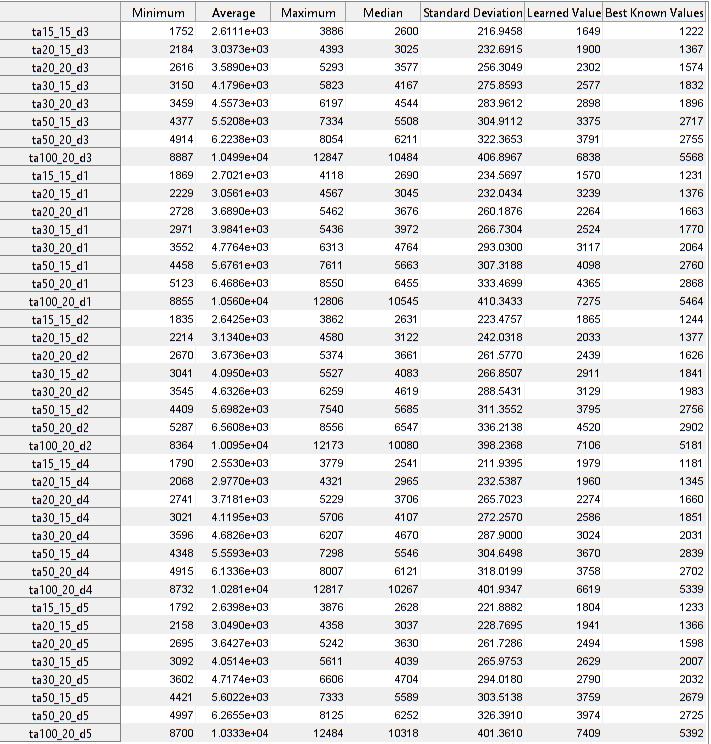 Minimum Average Maximum Median Standard Deviation Learned Value Best Known Values
ta15_15_d3 1752 2.6111e+03 3886 2600 216.9458 1649 1222
ta20_15_d3 2184 3.0373e+03 4393 3025 232.6915 1900 1367
ta20_20_d3 2616 3.5890e+03 5293 3577 256.3049 2302 1574
ta30_15_d3 3150 4.1796e+03 5823 4167 275.8593 2577 1832
ta30_20_d3 3459 4.5573e+03 6197 4544 283.9612 2898 1896
ta50_15_d3 4377 5.5208e+03 7334 5508 304.9112 3375 2717
ta50_20_d3 4914 6.2238e+03 8054 6211 322.3653 3791 2755
ta100_20_d3 8887 1.0499e+04 12847 10484 406.8967 6838 5568
ta15_15_d1 1869 2.7021e+03 4118 2690 234.5697 1570 1231
ta20_15_d1 2229 3.0561e+03 4567 3045 232.0434 3239 1376
ta20_20_d1 2728 3.6890e+03 5462 3676 260.1876 2264 1663
ta30_15_d1 2971 3.9841e+03 5436 3972 266.7304 2524 1770
ta30_20_d1 3552 4.7764e+03 6313 4764 293.0300 3117 2064
ta50_15_d1 4458 5.6761e+03 7611 5663 307.3188 4098 2760
ta50_20_d1 5123 6.4686e+03 8550 6455 333.4699 4365 2868
ta100_20_d1 8855 1.0560e+04 12806 10545 410.3433 7275 5464
ta15_15_d2 1835 2.6425e+03 3862 2631 223.4757 1865 1244
ta20_15_d2 2214 3.1340e+03 4580 3122 242.0318 2033 1377
ta20_20_d2 2670 3.6736e+03 5374 3661 261.5770 2439 1626
ta30_15_d2 3041 4.0950e+03 5527 4083 266.8507 2911 1841
ta30_20_d2 3545 4.6326e+03 6259 4619 288.5431 3129 1983
ta50_15_d2 4409 5.6982e+03 7540 5685 311.3552 3795 2756
ta50_20_d2 5287 6.5608e+03 8556 6547 336.2138 4520 2902
ta100_20_d2 8364 1.0095e+04 12173 10080 398.2368 7106 5181
ta15_15_d4 1790 2.5530e+03 3779 2541 211.9395 1979 1181
ta20_15_d4 2068 2.9770e+03 4321 2965 232.5387 1960 1345
ta20_20_d4 2741 3.7181e+03 5229 3706 265.7023 2274 1660
ta30_15_d4 3021 4.1195e+03 5706 4107 272.2570 2586 1851
ta30_20_d4 3596 4.6826e+03 6207 4670 287.9000 3024 2031
ta50_15_d4 4348 5.5593e+03 7298 5546 304.6498 3670 2839
ta50_20_d4 4915 6.1336e+03 8007 6121 318.0199 3758 2702
ta100_20_d4 8732 1.0281e+04 12817 10267 401.9347 6619 5339
ta15_15_d5 1792 2.6398e+03 3876 2628 221.8882 1804 1233
ta20_15_d5 2158 3.0490e+03 4358 3037 228.7695 1941 1366
ta20_20_d5 2695 3.6427e+03 5242 3630 261.7286 2494 1598
ta30_15_d5 3092 4.0514e+03 5611 4039 265.9753 2629 2007
ta30_20_d5 3602 4.7174e+03 6606 4704 294.0180 2790 2032
ta50_15_d5 4421 5.6022e+03 7333 5589 303.5138 3759 2679
ta50_20_d5 4997 6.2655e+03 8125 6252 326.3910 3974 2725
ta100_20_d5 8700 1.0333e+04 12484 10318 401.3610 7409 5392